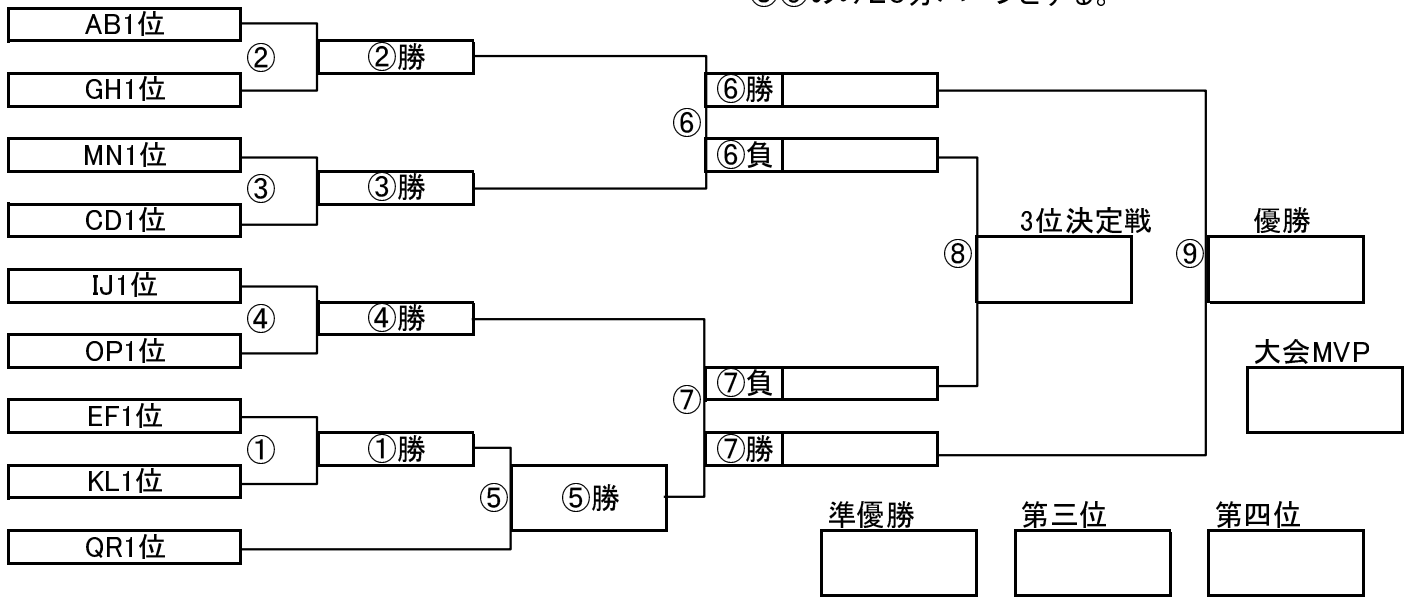 AB1位
②
②勝
GH1位
⑥勝
⑥
MN1位
⑥負
③
③勝
CD1位
3位決定戦
優勝
⑧
⑨
IJ1位
④
④勝
OP1位
大会MVP
⑦負
⑦
EF1位
①
①勝
⑦勝
KL1位
⑤
⑤勝
準優勝
第三位
第四位
QR1位